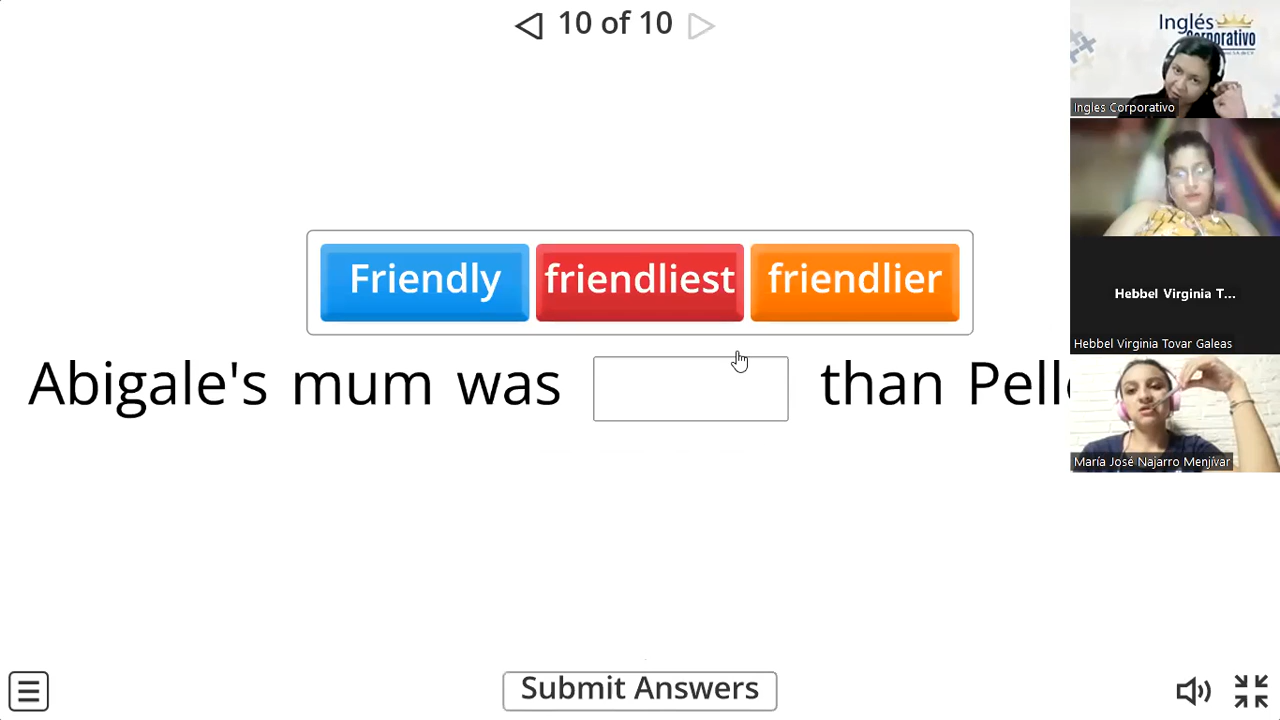 10 of 10
Inglés
Corporativo
Ingles Corporativo
Friendly friendliest friendlier
Hebbel Virginia T...
Hebbel Virginia Tovar Galeas
Abigale's mum was than
María José Najarro Menjívar
Submit Answers